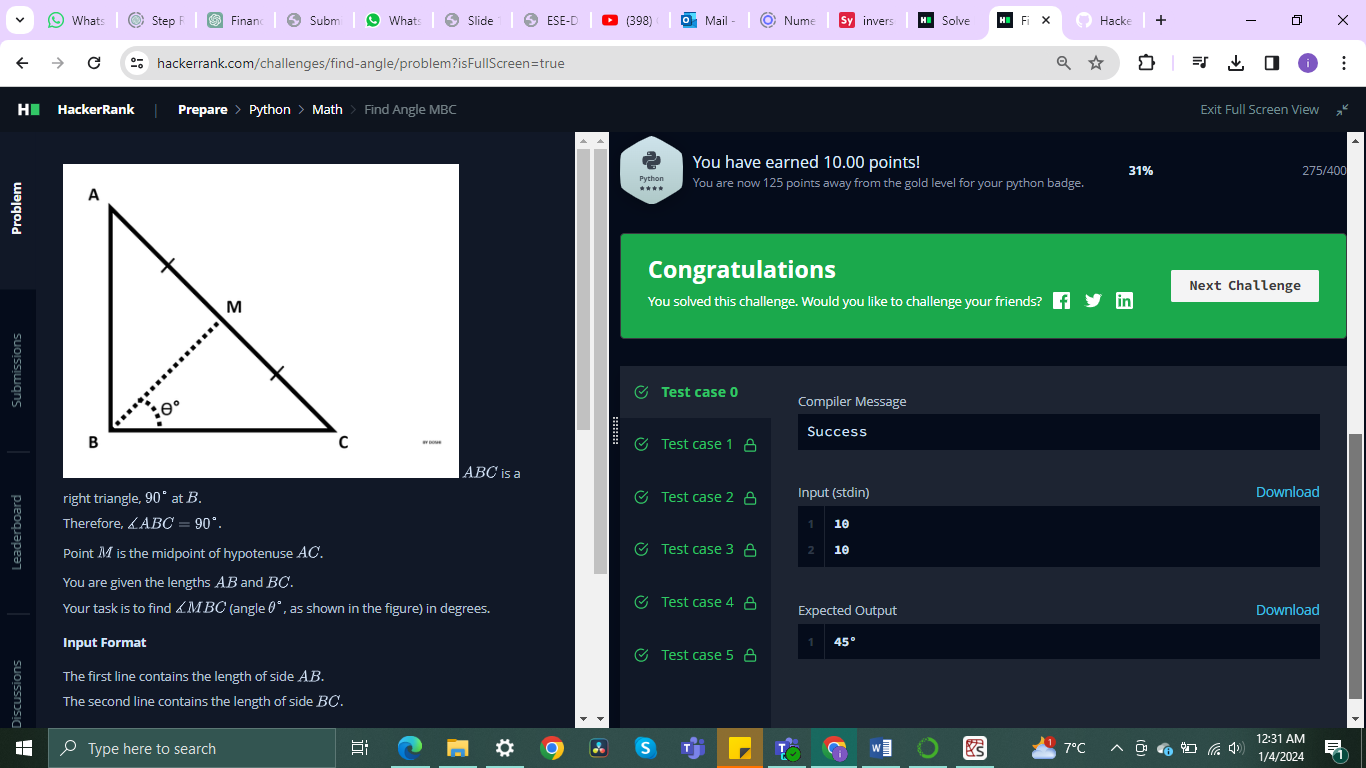 Whats
Step R
Financ
Subm
Whats
Slide
ESE-D
(398)
Mail -
Nume
invers
Solve
Fi
Hacke
hackerrank.com/challenges/find-angle/problem?isFullScreen=true
HackerRank | Prepare > Python > Math > Find Angle MBC
Exit Full Screen View
Problem
Submissions
Leaderboard
Discussions
A
M
θ°
B
C
ABC is a
right triangle, 90° at B.
Therefore, ∡ABC = 90°.
Point M is the midpoint of hypotenuse AC.
You are given the lengths AB and BC.
Your task is to find ∡MBC (angle θ°, as shown in the figure) in degrees.
Input Format
The first line contains the length of side AB.
The second line contains the length of side BC.
Python
You have earned 10.00 points!
You are now 125 points away from the gold level for your python badge.
31%
275/400
Congratulations
You solved this challenge. Would you like to challenge your friends?
Next Challenge
Test case 0
Test case 1
Test case 2
Test case 3
Test case 4
Test case 5
Compiler Message
Success
Input (stdin)
Download
1 10
2 10
Expected Output
Download
1 45°
Type here to search
1
7°C
12:31 AM
1/4/2024
1